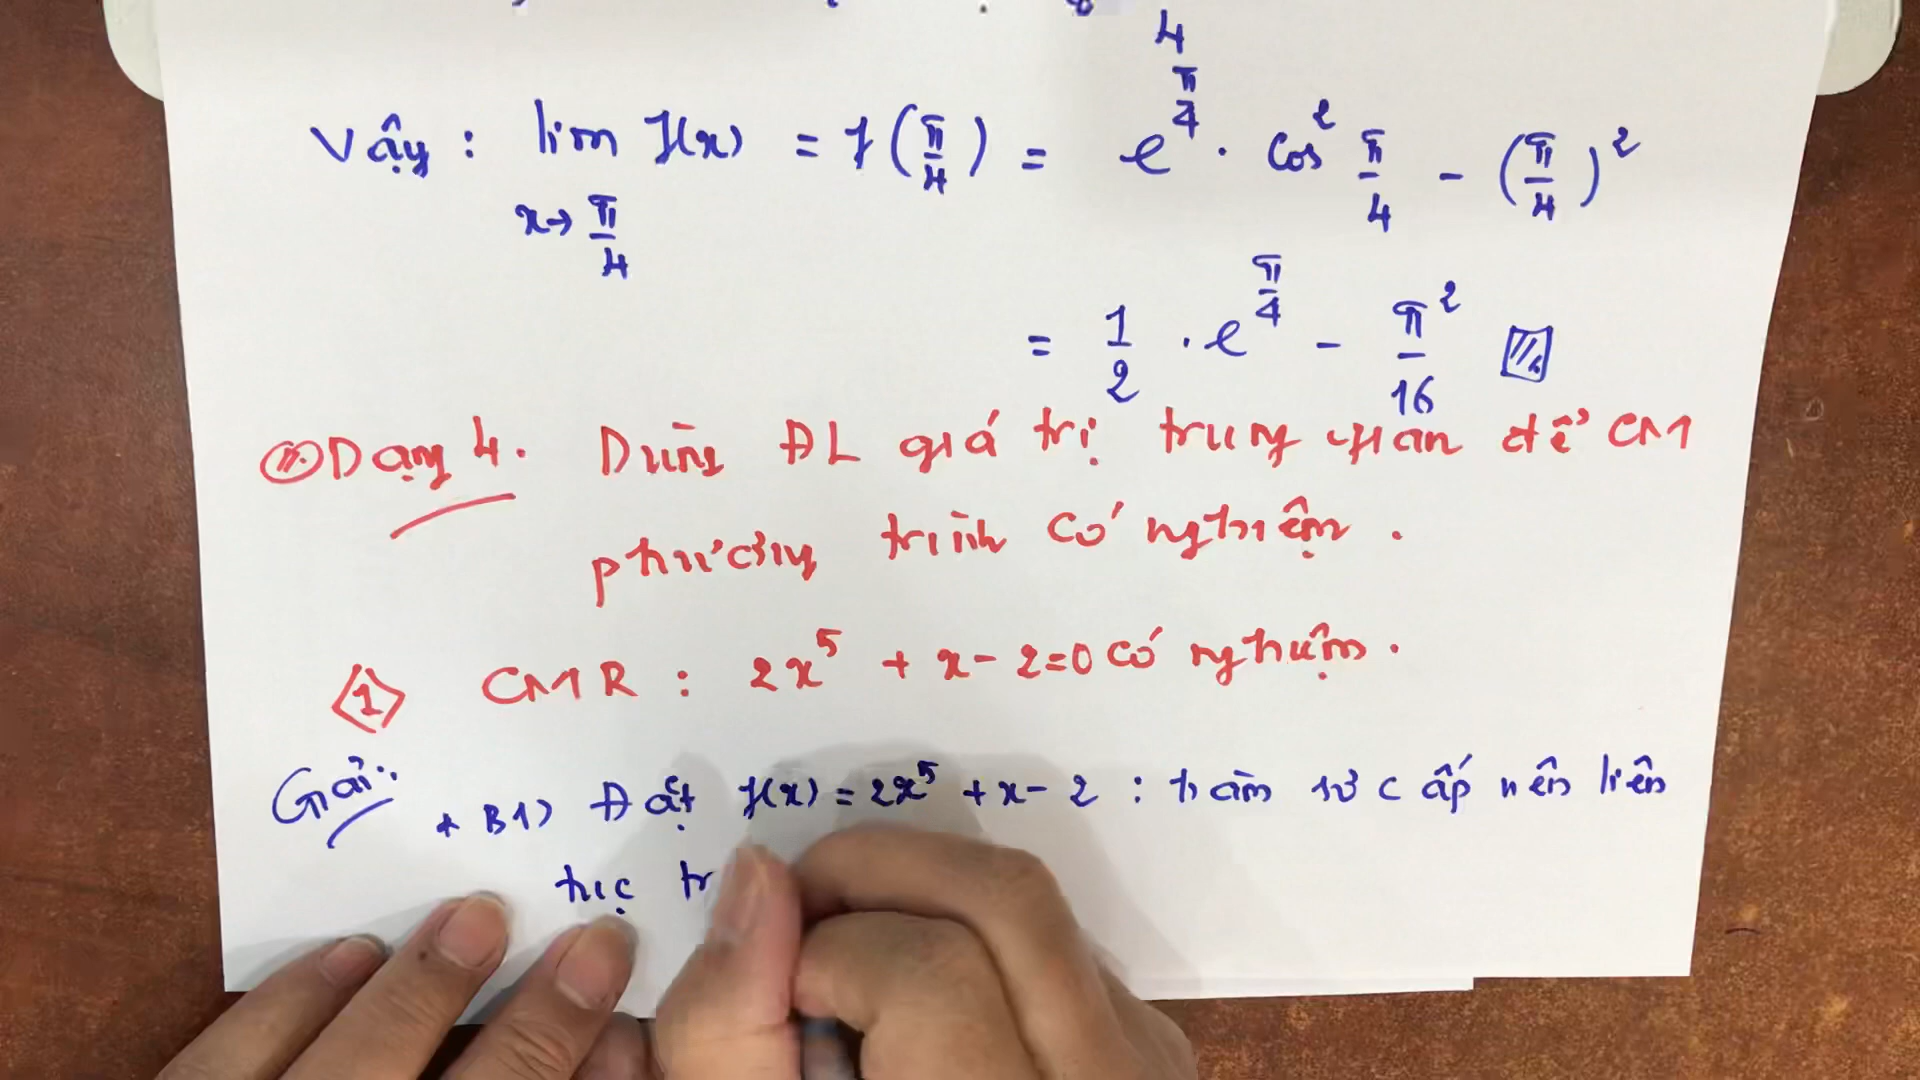 4
Vậy : lim f(x) = f(π/4) = e^(π/4) . cos² π/4 - (π/4)²
x→ π/4
= 1/2 . e^(π/4) - π²/16
Dạng 4. Dùng ĐL giá trị trung gian để CM
phương trình có nghiệm .
1 CMR : 2x⁵ + x - 2 = 0 có nghiệm .
Giải: * B1) Đặt f(x) = 2x⁵ + x - 2 : hàm sơ cấp nên liên
tục tr